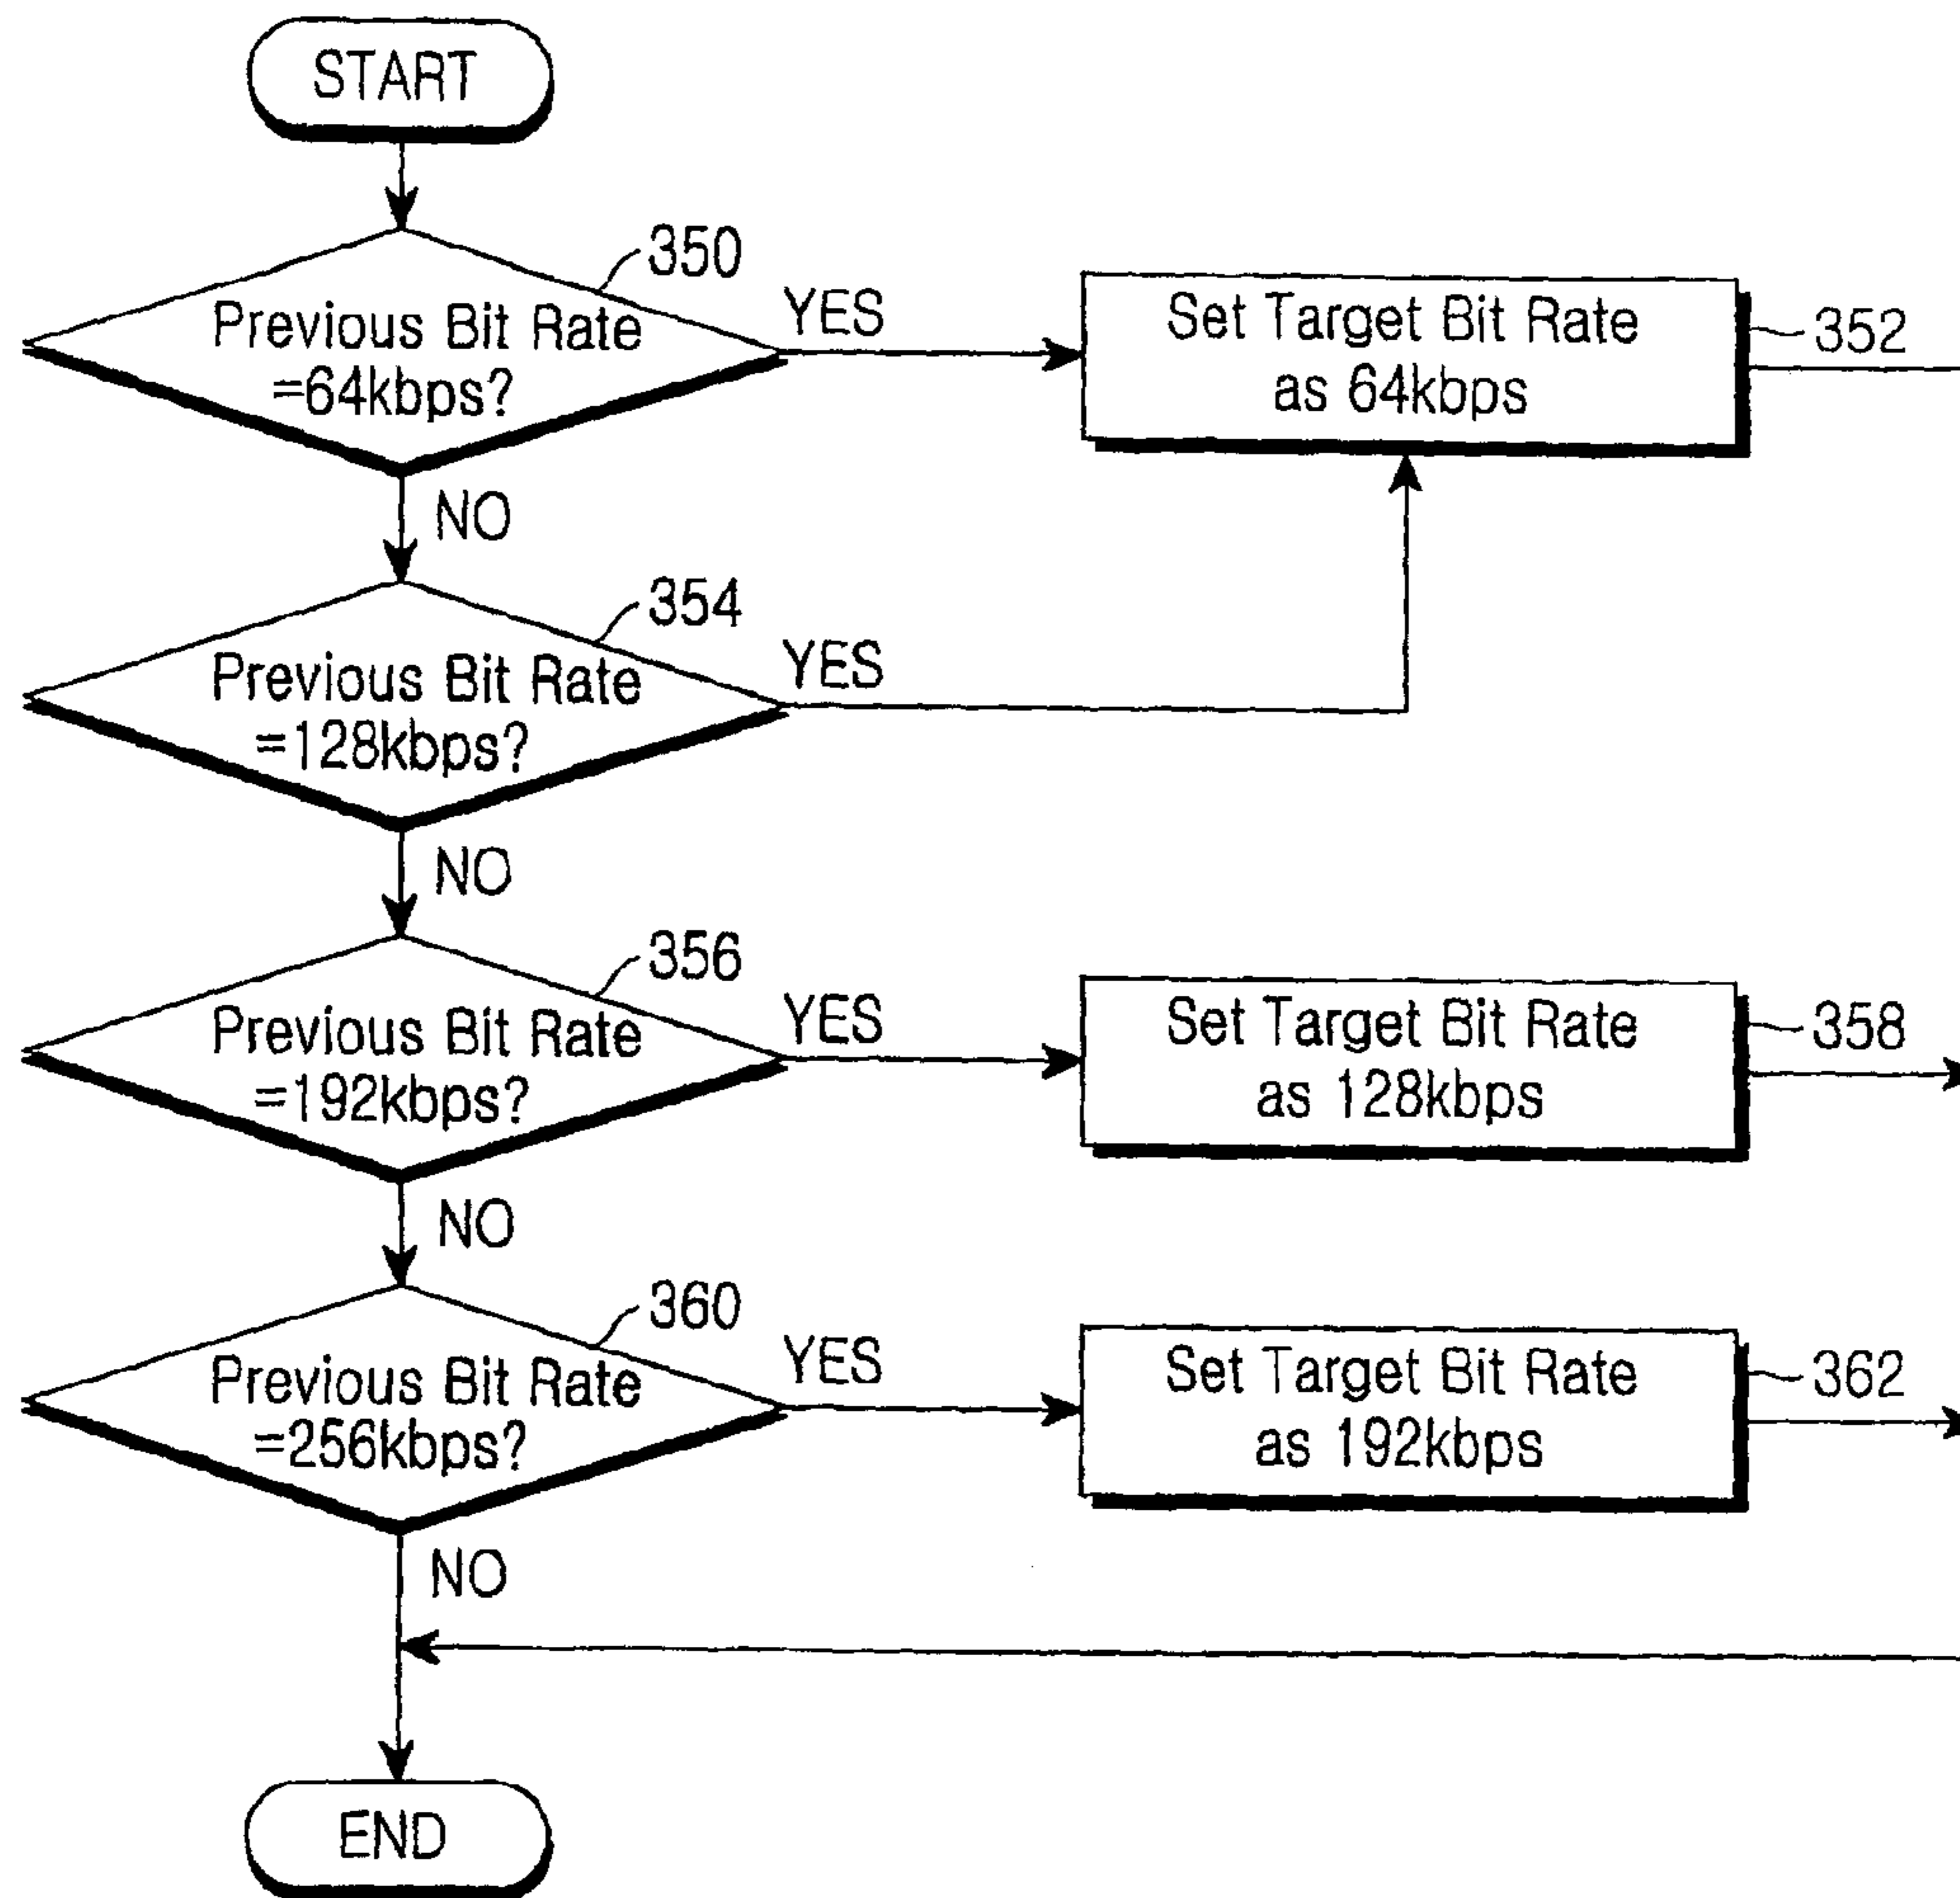 START
350
Previous Bit Rate
=64kbps?
YES
Set Target Bit Rate
as 64kbps
352
NO
354
Previous Bit Rate
=128kbps?
YES
NO
356
Previous Bit Rate
=192kbps?
YES
Set Target Bit Rate
as 128kbps
358
NO
360
Previous Bit Rate
=256kbps?
YES
Set Target Bit Rate
as 192kbps
362
NO
END